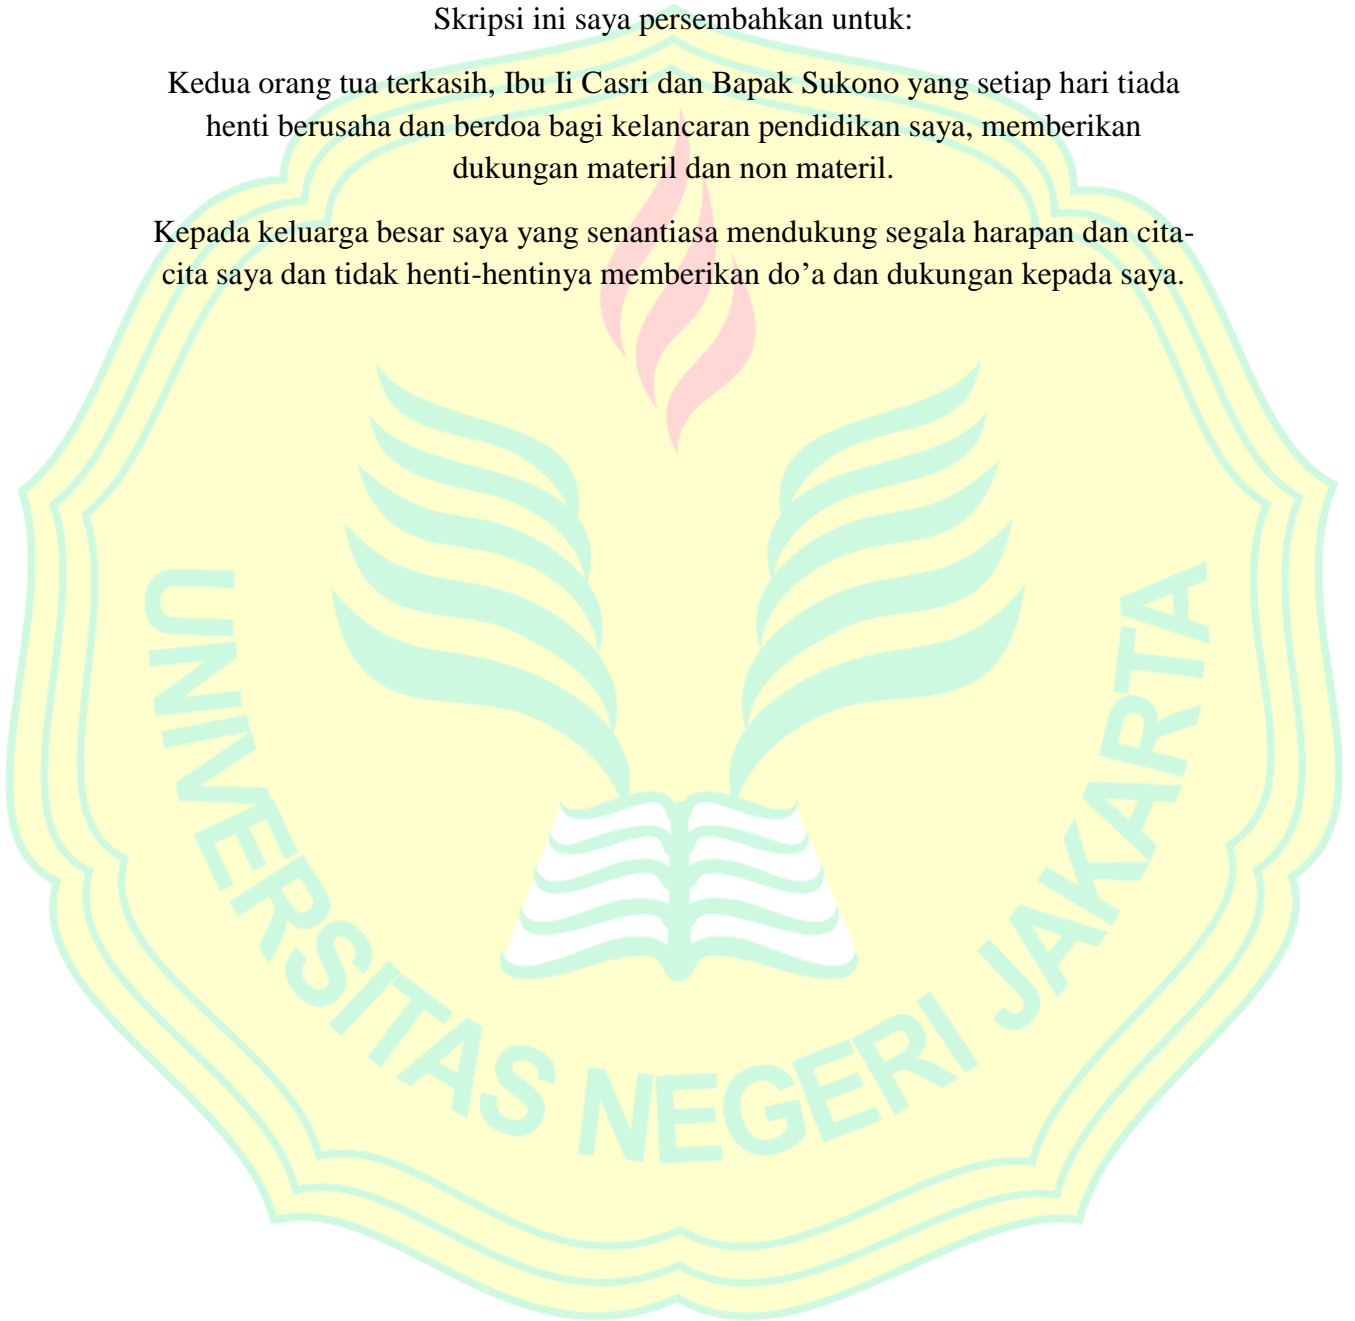 Skripsi ini saya persembahkan untuk:
Kedua orang tua terkasih, Ibu Ii Casri dan Bapak Sukono yang setiap hari tiada
henti berusaha dan berdoa bagi kelancaran pendidikan saya, memberikan
dukungan materil dan non materil.
Kepada keluarga besar saya yang senantiasa mendukung segala harapan dan cita-
cita saya dan tidak henti-hentinya memberikan do’a dan dukungan kepada saya.
UNIVERSITAS NEGERI JAKARTA